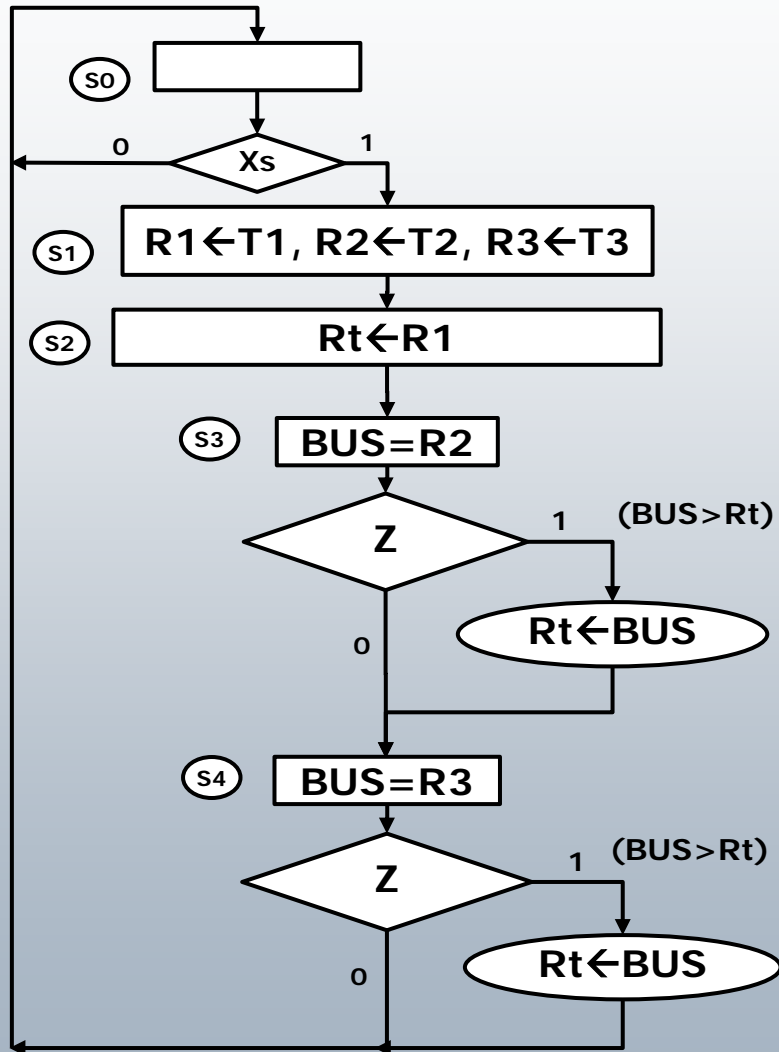 S0
0
Xs
1
S1
R1←T1, R2←T2, R3←T3
S2
Rt←R1
S3
BUS=R2
Z
1
(BUS>Rt)
0
Rt←BUS
S4
BUS=R3
Z
1
(BUS>Rt)
0
Rt←BUS